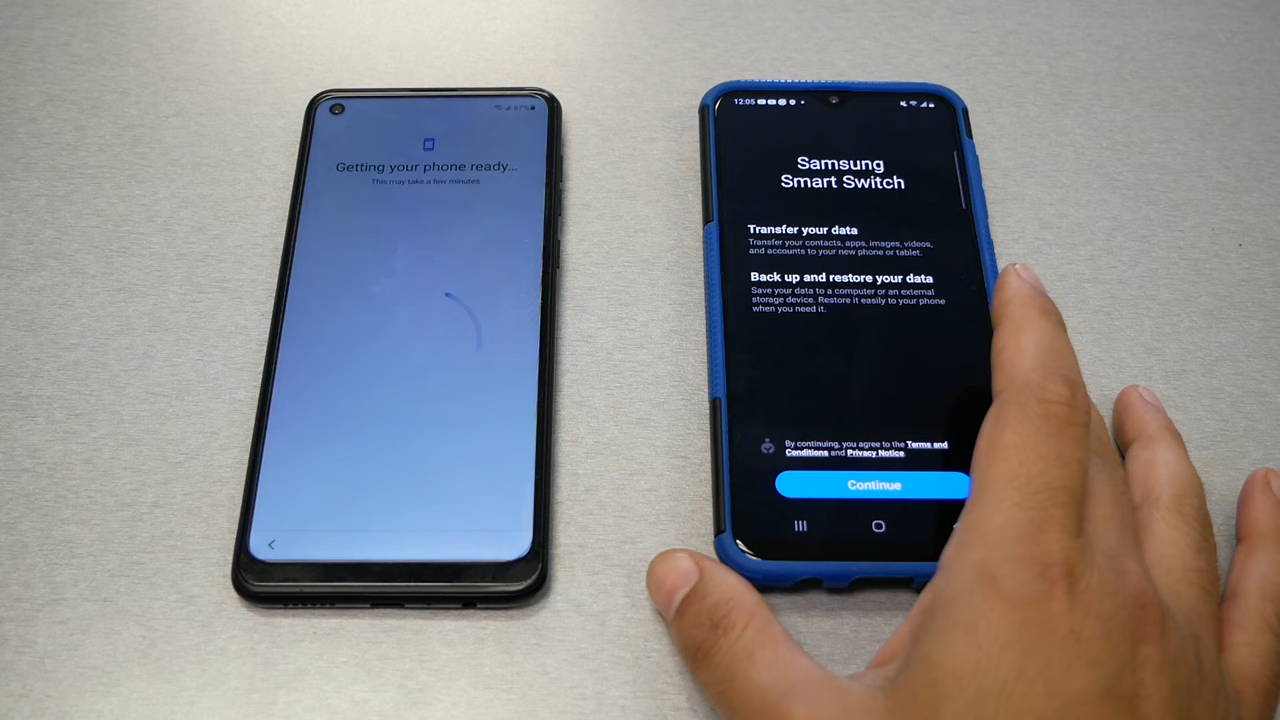 67%
Getting your phone ready...
This may take a few minutes
12:05
Samsung
Smart Switch
Transfer your data
Transfer your contacts, apps, images, videos,
and accounts to your new phone or tablet.
Back up and restore your data
Save your data to a computer or an external
storage device. Restore it easily to your phone
when you need it.
By continuing, you agree to the Terms and
Conditions and Privacy Notice.
Continue